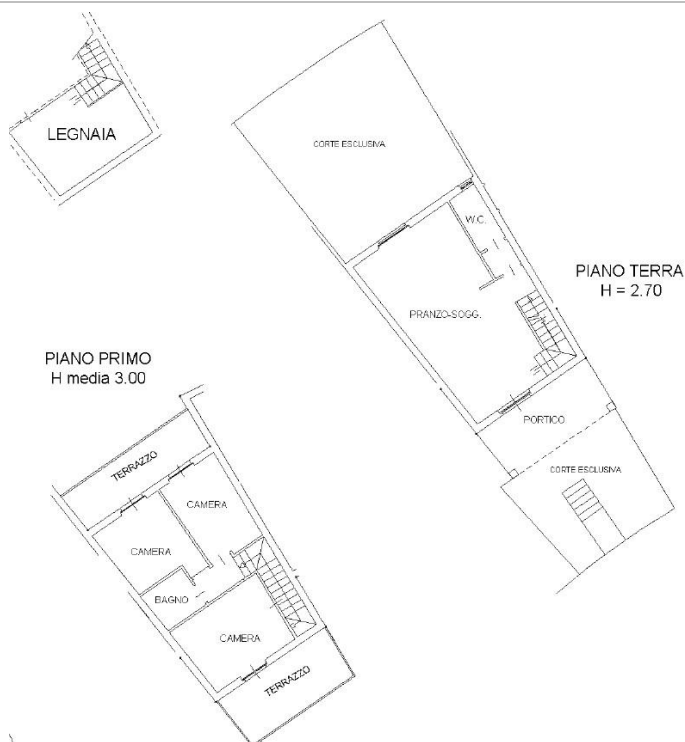 LEGNAIA
CORTE ESCLUSIVA
W.C.
PIANO TERRA
H = 2.70
PRANZO-SOGG.
PIANO PRIMO
H media 3.00
PORTICO
TERRAZZO
CORTE ESCLUSIVA
CAMERA
CAMERA
BAGNO
CAMERA
TERRAZZO